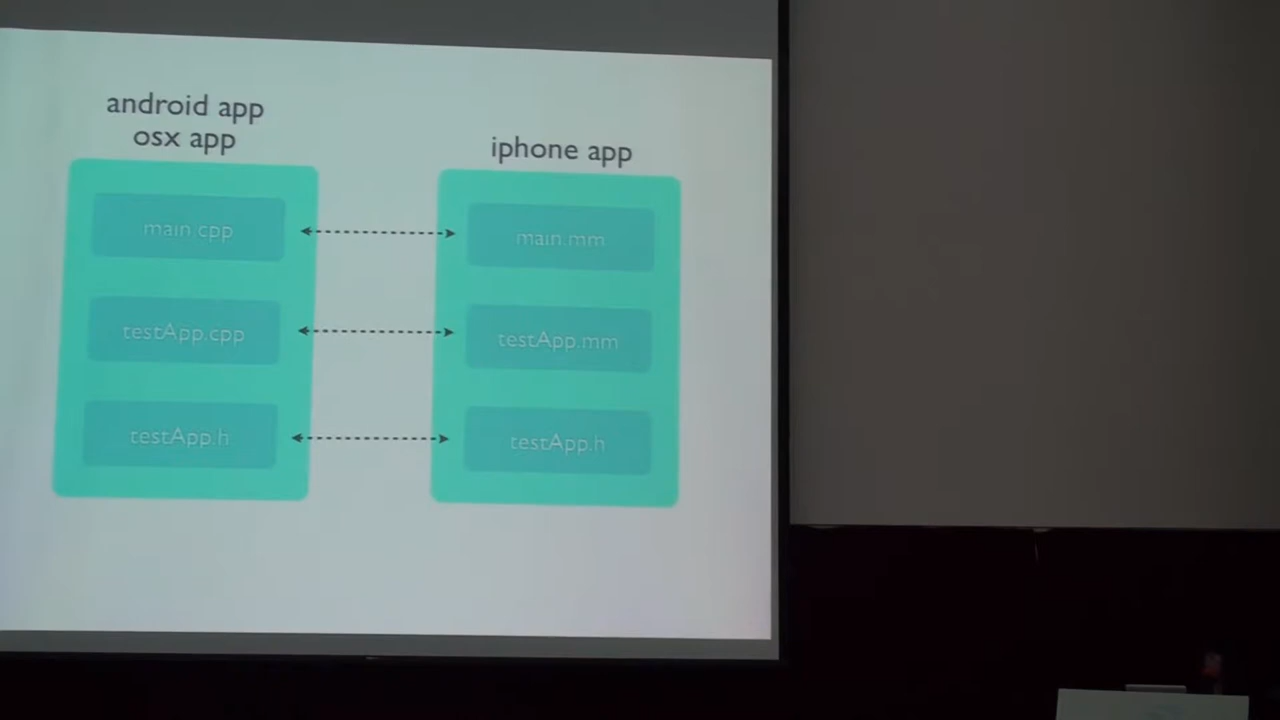 android app
osx app
main.cpp
testApp.cpp
testApp.h
iphone app
main.mm
testApp.mm
testApp.h